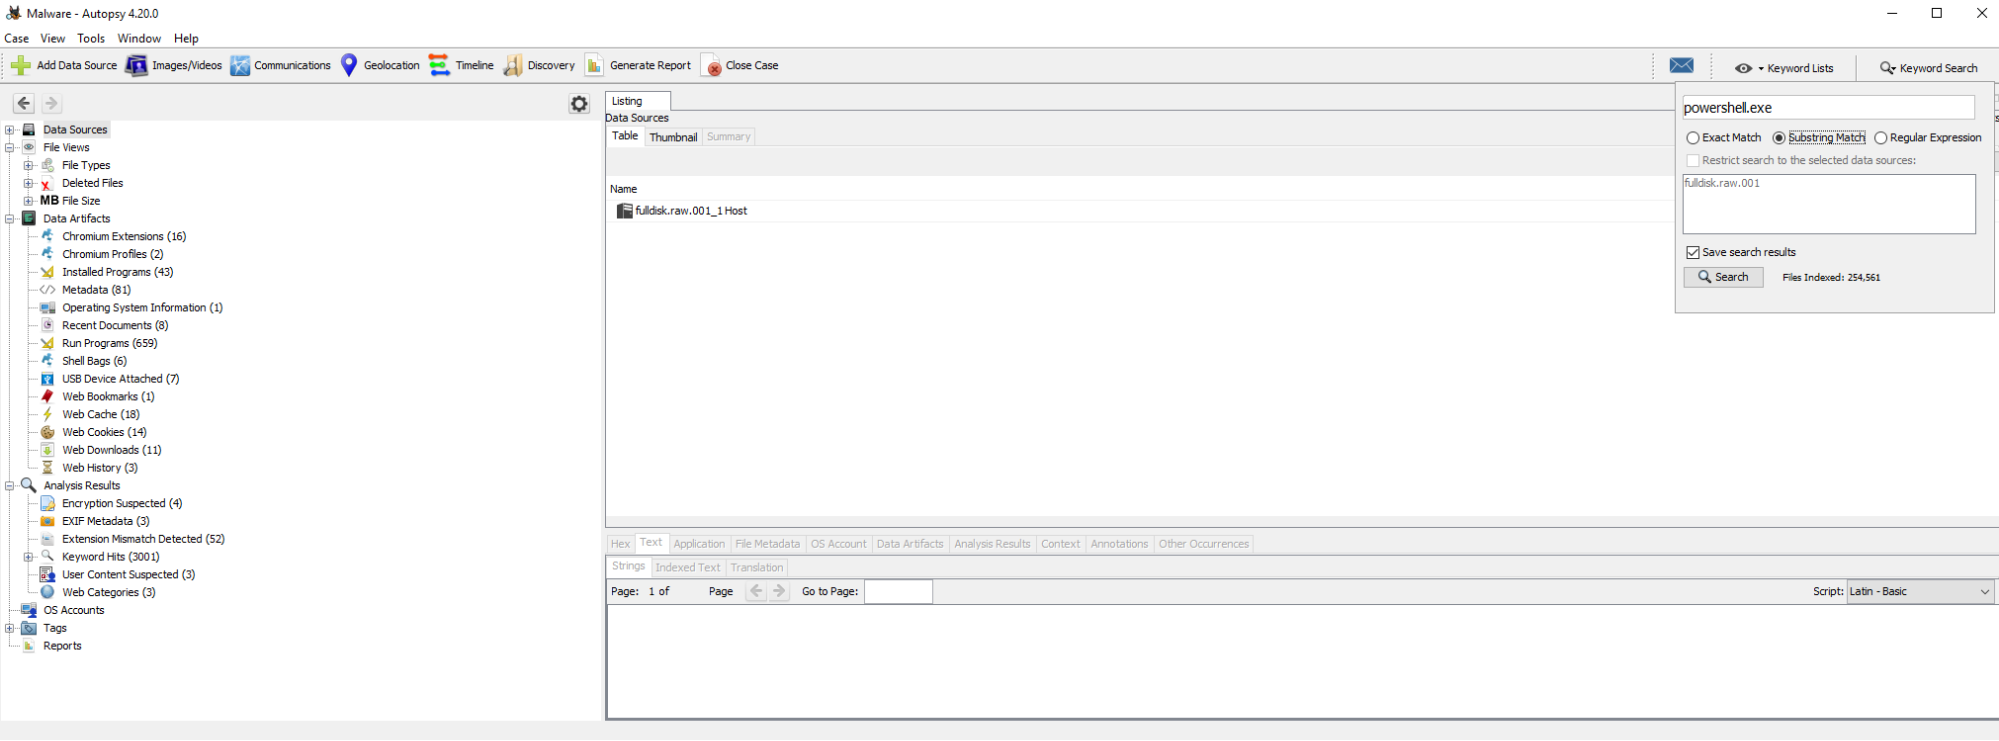 Malware - Autopsy 4.20.0
Case View Tools Window Help
Add Data Source Images/Videos Communications Geolocation Timeline Discovery Generate Report Close Case Keyword Lists Keyword Search
Listing
Data Sources
Table Thumbnail Summary
Name
fulldisk.raw.001_1 Host
powershell.exe
Exact Match Substring Match Regular Expression
Restrict search to the selected data sources:
fulldisk.raw.001
Save search results
Search Files Indexed: 254,561
Data Sources
File Views
File Types
Deleted Files
MB File Size
Data Artifacts
Chromium Extensions (16)
Chromium Profiles (2)
Installed Programs (43)
Metadata (81)
Operating System Information (1)
Recent Documents (8)
Run Programs (659)
Shell Bags (6)
USB Device Attached (7)
Web Bookmarks (1)
Web Cache (18)
Web Cookies (14)
Web Downloads (11)
Web History (3)
Analysis Results
Encryption Suspected (4)
EXIF Metadata (3)
Extension Mismatch Detected (52)
Keyword Hits (3001)
User Content Suspected (3)
Web Categories (3)
OS Accounts
Tags
Reports
Hex Text Application File Metadata OS Account Data Artifacts Analysis Results Context Annotations Other Occurrences
Strings Indexed Text Translation
Page: 1 of Page Go to Page: Script: Latin - Basic